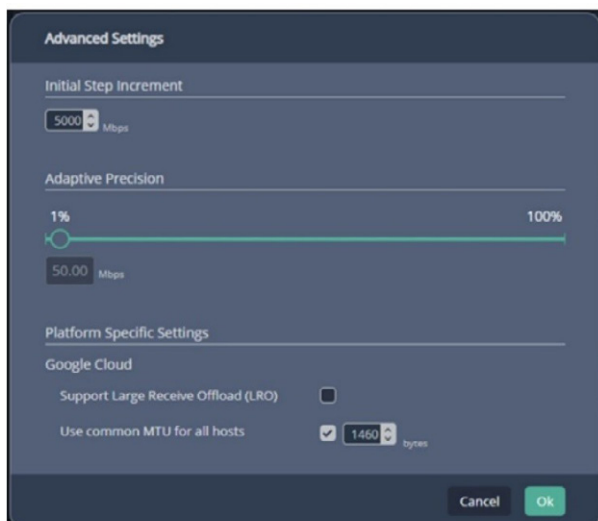 Advanced Settings
Initial Step Increment
5000 Mbps
Adaptive Precision
1% 100%
50.00 Mbps
Platform Specific Settings
Google Cloud
Support Large Receive Offload (LRO)
Use common MTU for all hosts 1460 bytes
Cancel Ok